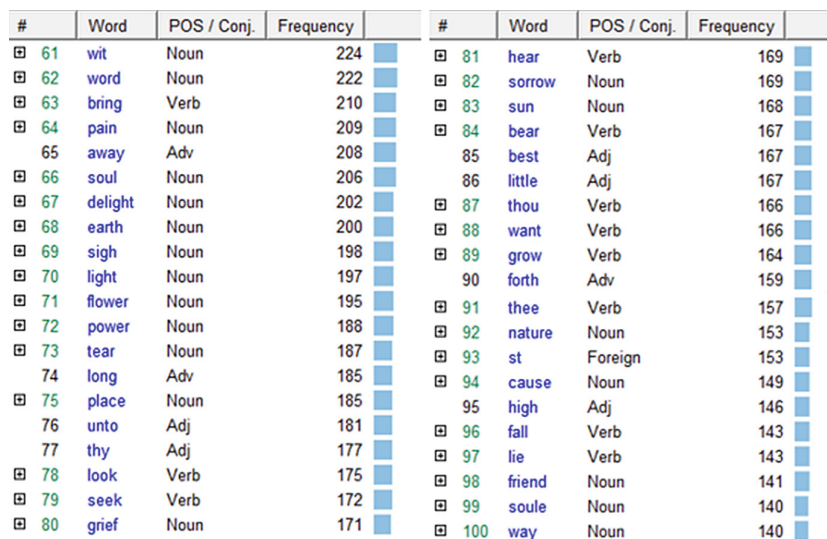 # Word POS / Conj. Frequency
61 wit Noun 224
62 word Noun 222
63 bring Verb 210
64 pain Noun 209
65 away Adv 208
66 soul Noun 206
67 delight Noun 202
68 earth Noun 200
69 sigh Noun 198
70 light Noun 197
71 flower Noun 195
72 power Noun 188
73 tear Noun 187
74 long Adv 185
75 place Noun 185
76 unto Adj 181
77 thy Adj 177
78 look Verb 175
79 seek Verb 172
80 grief Noun 171
# Word POS / Conj. Frequency
81 hear Verb 169
82 sorrow Noun 169
83 sun Noun 168
84 bear Verb 167
85 best Adj 167
86 little Adj 167
87 thou Verb 166
88 want Verb 166
89 grow Verb 164
90 forth Adv 159
91 thee Verb 157
92 nature Noun 153
93 st Foreign 153
94 cause Noun 149
95 high Adj 146
96 fall Verb 143
97 lie Verb 143
98 friend Noun 141
99 soule Noun 140
100 way Noun 140